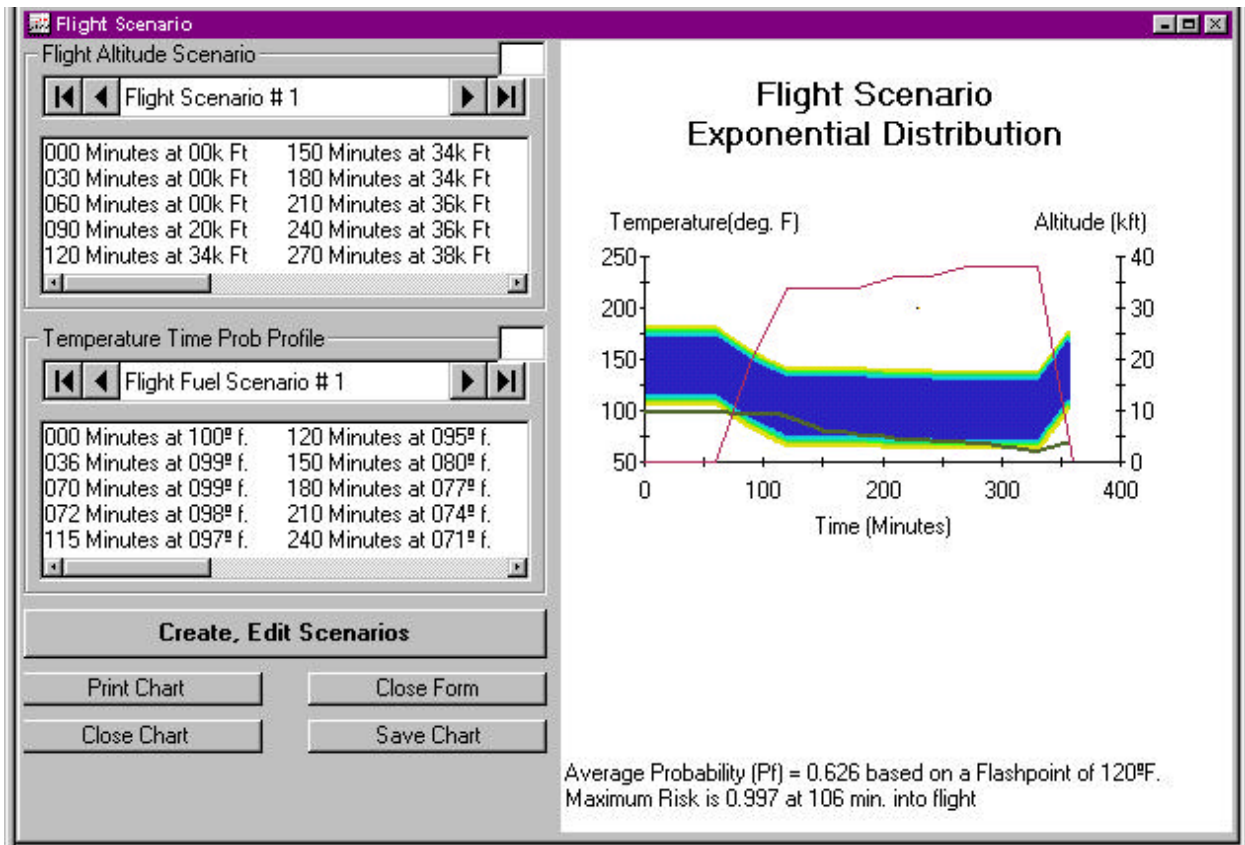 Flight Scenario
Flight Altitude Scenario
Flight Scenario # 1
000 Minutes at 00k Ft 150 Minutes at 34k Ft
030 Minutes at 00k Ft 180 Minutes at 34k Ft
060 Minutes at 00k Ft 210 Minutes at 36k Ft
090 Minutes at 20k Ft 240 Minutes at 36k Ft
120 Minutes at 34k Ft 270 Minutes at 38k Ft
Temperature Time Prob Profile
Flight Fuel Scenario # 1
000 Minutes at 100º f. 120 Minutes at 095º f.
036 Minutes at 099º f. 150 Minutes at 080º f.
070 Minutes at 099º f. 180 Minutes at 077º f.
072 Minutes at 098º f. 210 Minutes at 074º f.
115 Minutes at 097º f. 240 Minutes at 071º f.
Create, Edit Scenarios
Print Chart Close Form
Close Chart Save Chart
Flight Scenario
Exponential Distribution
Temperature(deg. F) Altitude (kft)
250 40
200 30
150 20
100 10
50 0
0 100 200 300 400
Time (Minutes)
Average Probability (Pf) = 0.626 based on a Flashpoint of 120ºF.
Maximum Risk is 0.997 at 106 min. into flight